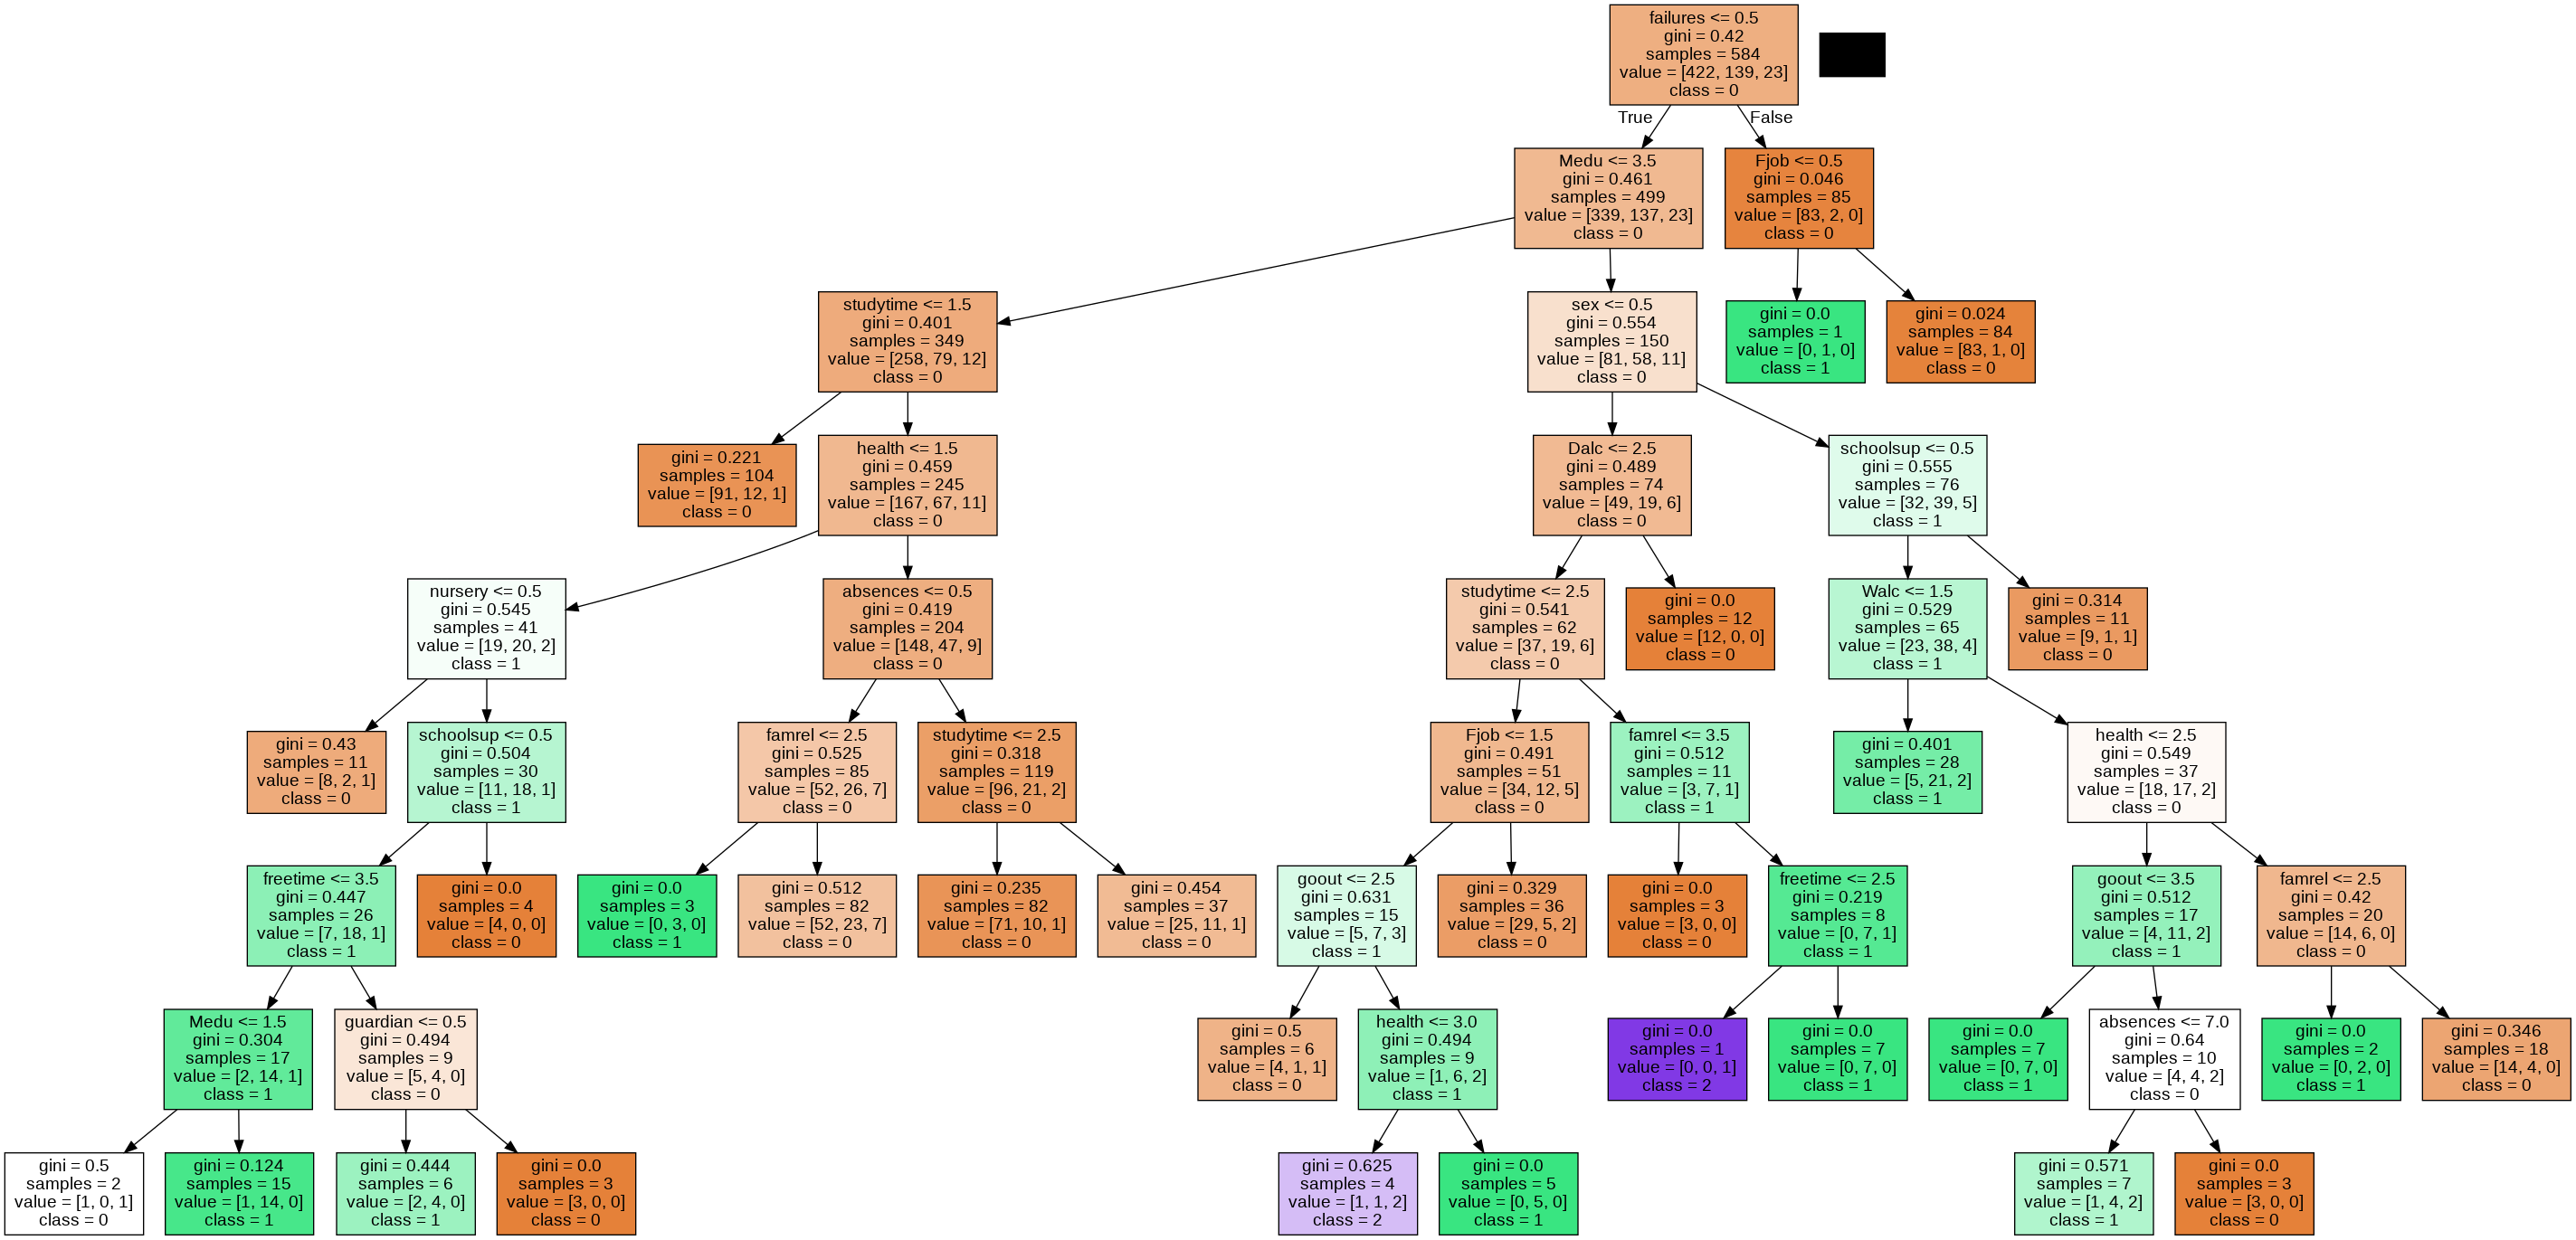 failures <= 0.5
gini = 0.42
samples = 584
value = [422, 139, 23]
class = 0
True
False
Medu <= 3.5
gini = 0.461
samples = 499
value = [339, 137, 23]
class = 0
Fjob <= 0.5
gini = 0.046
samples = 85
value = [83, 2, 0]
class = 0
studytime <= 1.5
gini = 0.401
samples = 349
value = [258, 79, 12]
class = 0
sex <= 0.5
gini = 0.554
samples = 150
value = [81, 58, 11]
class = 0
gini = 0.0
samples = 1
value = [0, 1, 0]
class = 1
gini = 0.024
samples = 84
value = [83, 1, 0]
class = 0
gini = 0.221
samples = 104
value = [91, 12, 1]
class = 0
health <= 1.5
gini = 0.459
samples = 245
value = [167, 67, 11]
class = 0
Dalc <= 2.5
gini = 0.489
samples = 74
value = [49, 19, 6]
class = 0
schoolsup <= 0.5
gini = 0.555
samples = 76
value = [32, 39, 5]
class = 1
nursery <= 0.5
gini = 0.545
samples = 41
value = [19, 20, 2]
class = 1
absences <= 0.5
gini = 0.419
samples = 204
value = [148, 47, 9]
class = 0
studytime <= 2.5
gini = 0.541
samples = 62
value = [37, 19, 6]
class = 0
gini = 0.0
samples = 12
value = [12, 0, 0]
class = 0
Walc <= 1.5
gini = 0.529
samples = 65
value = [23, 38, 4]
class = 1
gini = 0.314
samples = 11
value = [9, 1, 1]
class = 0
gini = 0.43
samples = 11
value = [8, 2, 1]
class = 0
schoolsup <= 0.5
gini = 0.504
samples = 30
value = [11, 18, 1]
class = 1
famrel <= 2.5
gini = 0.525
samples = 85
value = [52, 26, 7]
class = 0
studytime <= 2.5
gini = 0.318
samples = 119
value = [96, 21, 2]
class = 0
Fjob <= 1.5
gini = 0.491
samples = 51
value = [34, 12, 5]
class = 0
famrel <= 3.5
gini = 0.512
samples = 11
value = [3, 7, 1]
class = 1
gini = 0.401
samples = 28
value = [5, 21, 2]
class = 1
health <= 2.5
gini = 0.549
samples = 37
value = [18, 17, 2]
class = 0
freetime <= 3.5
gini = 0.447
samples = 26
value = [7, 18, 1]
class = 1
gini = 0.0
samples = 4
value = [4, 0, 0]
class = 0
gini = 0.0
samples = 3
value = [0, 3, 0]
class = 1
gini = 0.512
samples = 82
value = [52, 23, 7]
class = 0
gini = 0.235
samples = 82
value = [71, 10, 1]
class = 0
gini = 0.454
samples = 37
value = [25, 11, 1]
class = 0
goout <= 2.5
gini = 0.631
samples = 15
value = [5, 7, 3]
class = 1
gini = 0.329
samples = 36
value = [29, 5, 2]
class = 0
gini = 0.0
samples = 3
value = [3, 0, 0]
class = 0
freetime <= 2.5
gini = 0.219
samples = 8
value = [0, 7, 1]
class = 1
goout <= 3.5
gini = 0.512
samples = 17
value = [4, 11, 2]
class = 1
famrel <= 2.5
gini = 0.42
samples = 20
value = [14, 6, 0]
class = 0
Medu <= 1.5
gini = 0.304
samples = 17
value = [2, 14, 1]
class = 1
guardian <= 0.5
gini = 0.494
samples = 9
value = [5, 4, 0]
class = 0
gini = 0.5
samples = 6
value = [4, 1, 1]
class = 0
health <= 3.0
gini = 0.494
samples = 9
value = [1, 6, 2]
class = 1
gini = 0.0
samples = 1
value = [0, 0, 1]
class = 2
gini = 0.0
samples = 7
value = [0, 7, 0]
class = 1
gini = 0.0
samples = 7
value = [0, 7, 0]
class = 1
absences <= 7.0
gini = 0.64
samples = 10
value = [4, 4, 2]
class = 0
gini = 0.0
samples = 2
value = [0, 2, 0]
class = 1
gini = 0.346
samples = 18
value = [14, 4, 0]
class = 0
gini = 0.5
samples = 2
value = [1, 0, 1]
class = 0
gini = 0.124
samples = 15
value = [1, 14, 0]
class = 1
gini = 0.444
samples = 6
value = [2, 4, 0]
class = 1
gini = 0.0
samples = 3
value = [3, 0, 0]
class = 0
gini = 0.625
samples = 4
value = [1, 1, 2]
class = 2
gini = 0.0
samples = 5
value = [0, 5, 0]
class = 1
gini = 0.571
samples = 7
value = [1, 4, 2]
class = 1
gini = 0.0
samples = 3
value = [3, 0, 0]
class = 0